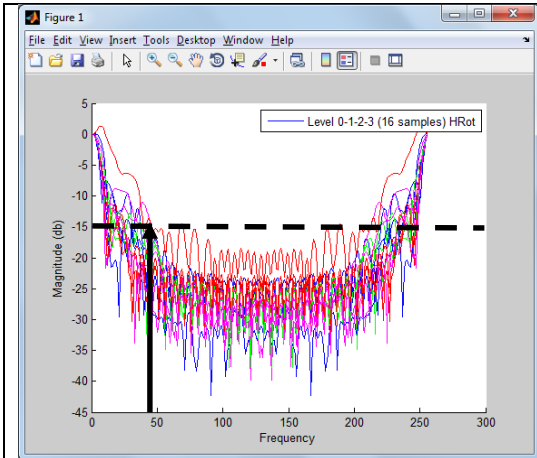 Figure 1
File Edit View Insert Tools Desktop Window Help
Level 0-1-2-3 (16 samples) HRot
5
0
-5
-10
-15
-20
-25
-30
-35
-40
-45
Magnitude (db)
0 50 100 150 200 250 300
Frequency